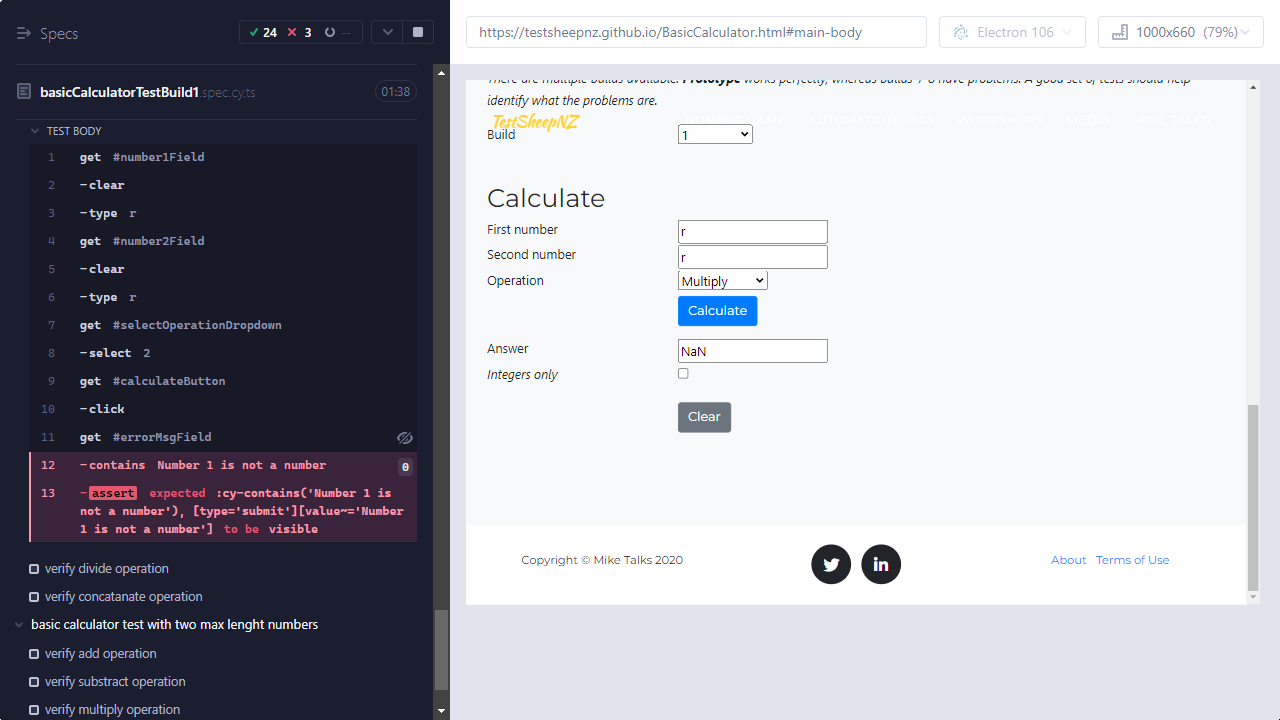 Specs
24
3
--
https://testsheepnz.github.io/BasicCalculator.html#main-body
Electron 106
1000x660 (79%)
basicCalculatorTestBuild1.spec.cy.ts
01:38
TEST BODY
1 get #number1Field
2 -clear
3 -type r
4 get #number2Field
5 -clear
6 -type r
7 get #selectOperationDropdown
8 -select 2
9 get #calculateButton
10 -click
11 get #errorMsgField
12 -contains Number 1 is not a number 0
13 -assert expected :cy-contains('Number 1 is
not a number'), [type='submit'][value~='Number
1 is not a number'] to be visible
verify divide operation
verify concatanate operation
basic calculator test with two max lenght numbers
verify add operation
verify substract operation
verify multiply operation
There are multiple builds available. Prototype works perfectly, whereas builds 1-8 have problems. A good set of tests should help
identify what the problems are.
TestSheepNZ
AUTOMATION KATA WORKSHOPS MEDIA MIKE TALKS
Build 1
Calculate
First number r
Second number r
Operation Multiply
Calculate
Answer NaN
Integers only
Clear
Copyright © Mike Talks 2020
About Terms of Use